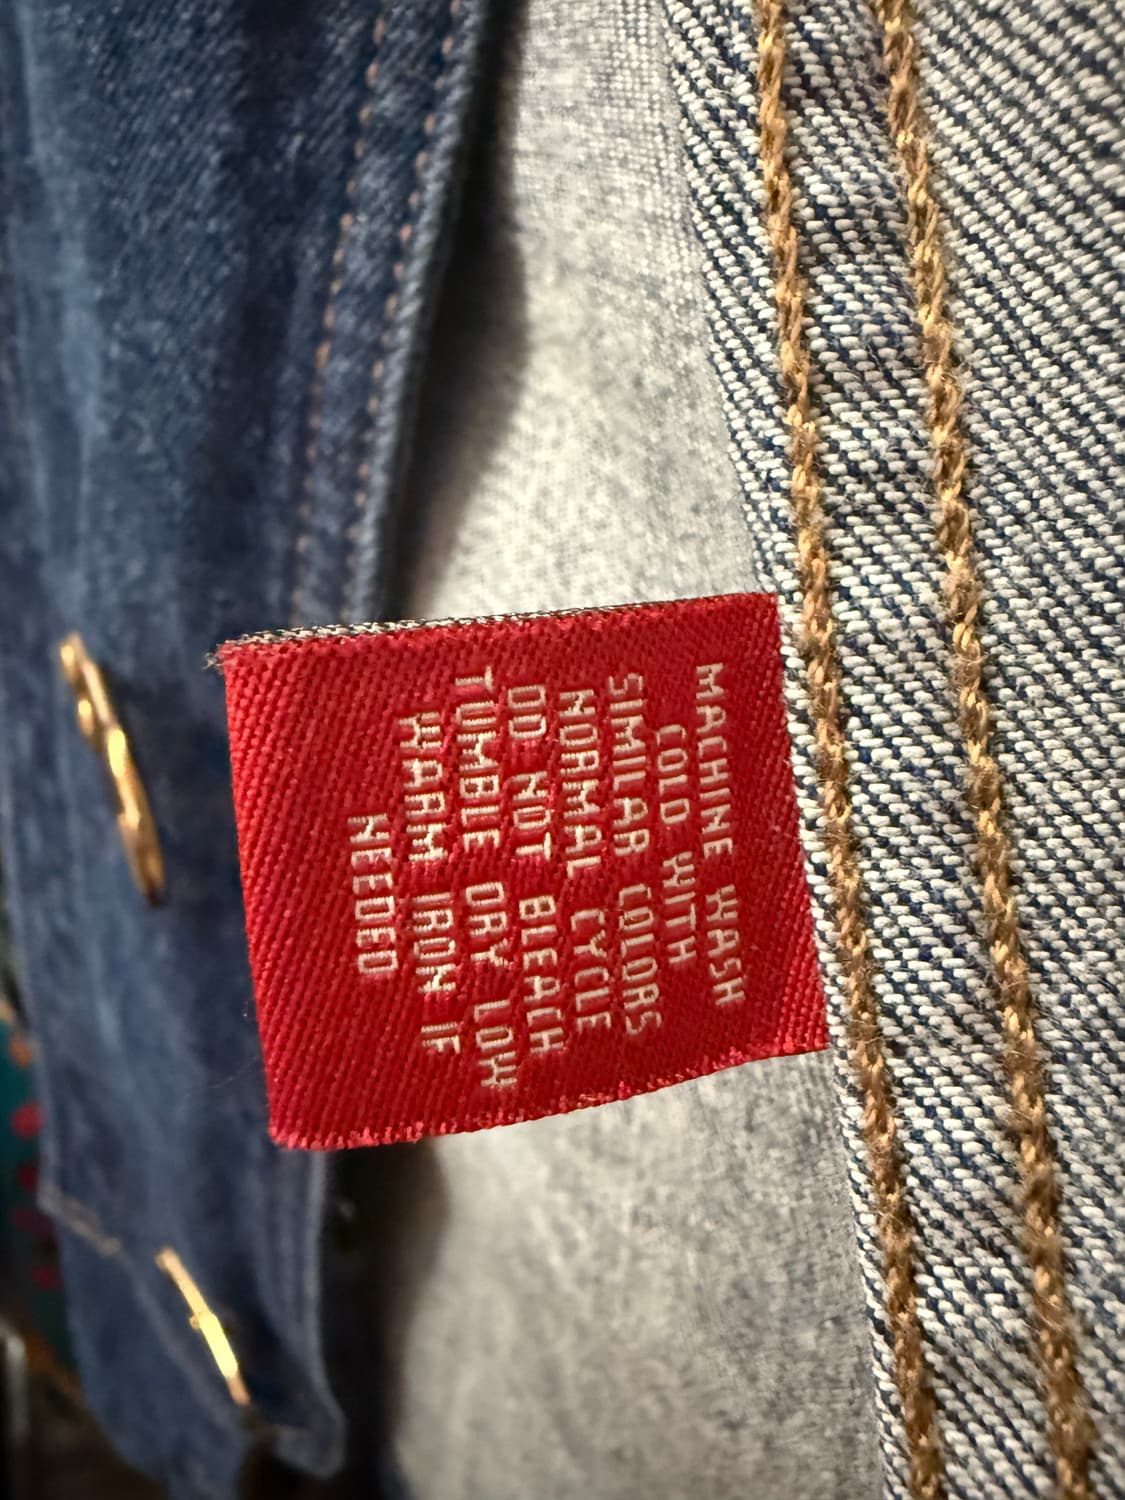 MACHINE WASH
COLD WITH
SIMILAR COLORS
NORMAL CYCLE
DO NOT BLEACH
TUMBLE DRY LOW
WARM IRON IF
NEEDED